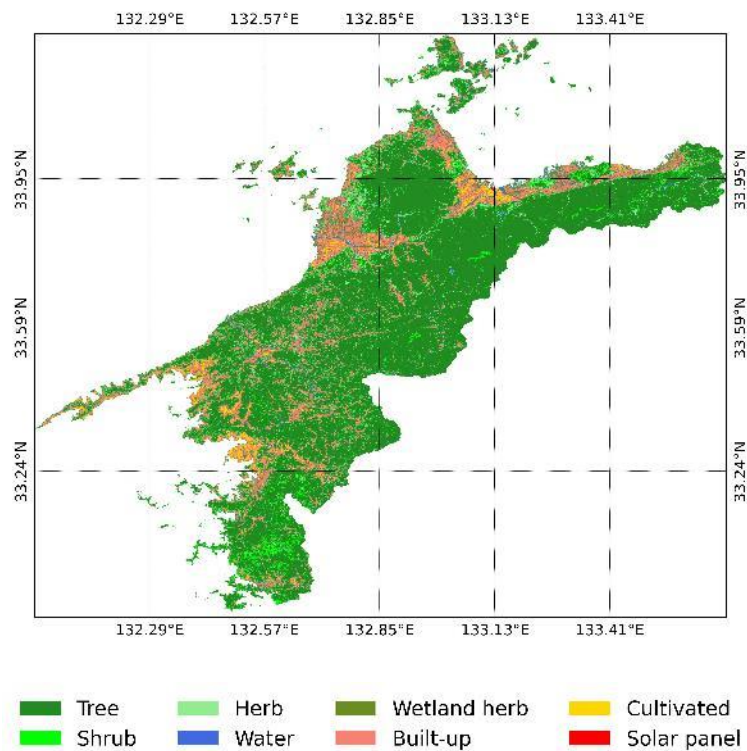 132.29°E 132.57°E 132.85°E 133.13°E 133.41°E
33.95°N 33.95°N
33.59°N 33.59°N
33.24°N 33.24°N
132.29°E 132.57°E 132.85°E 133.13°E 133.41°E
Tree Herb Wetland herb Cultivated
Shrub Water Built-up Solar panel